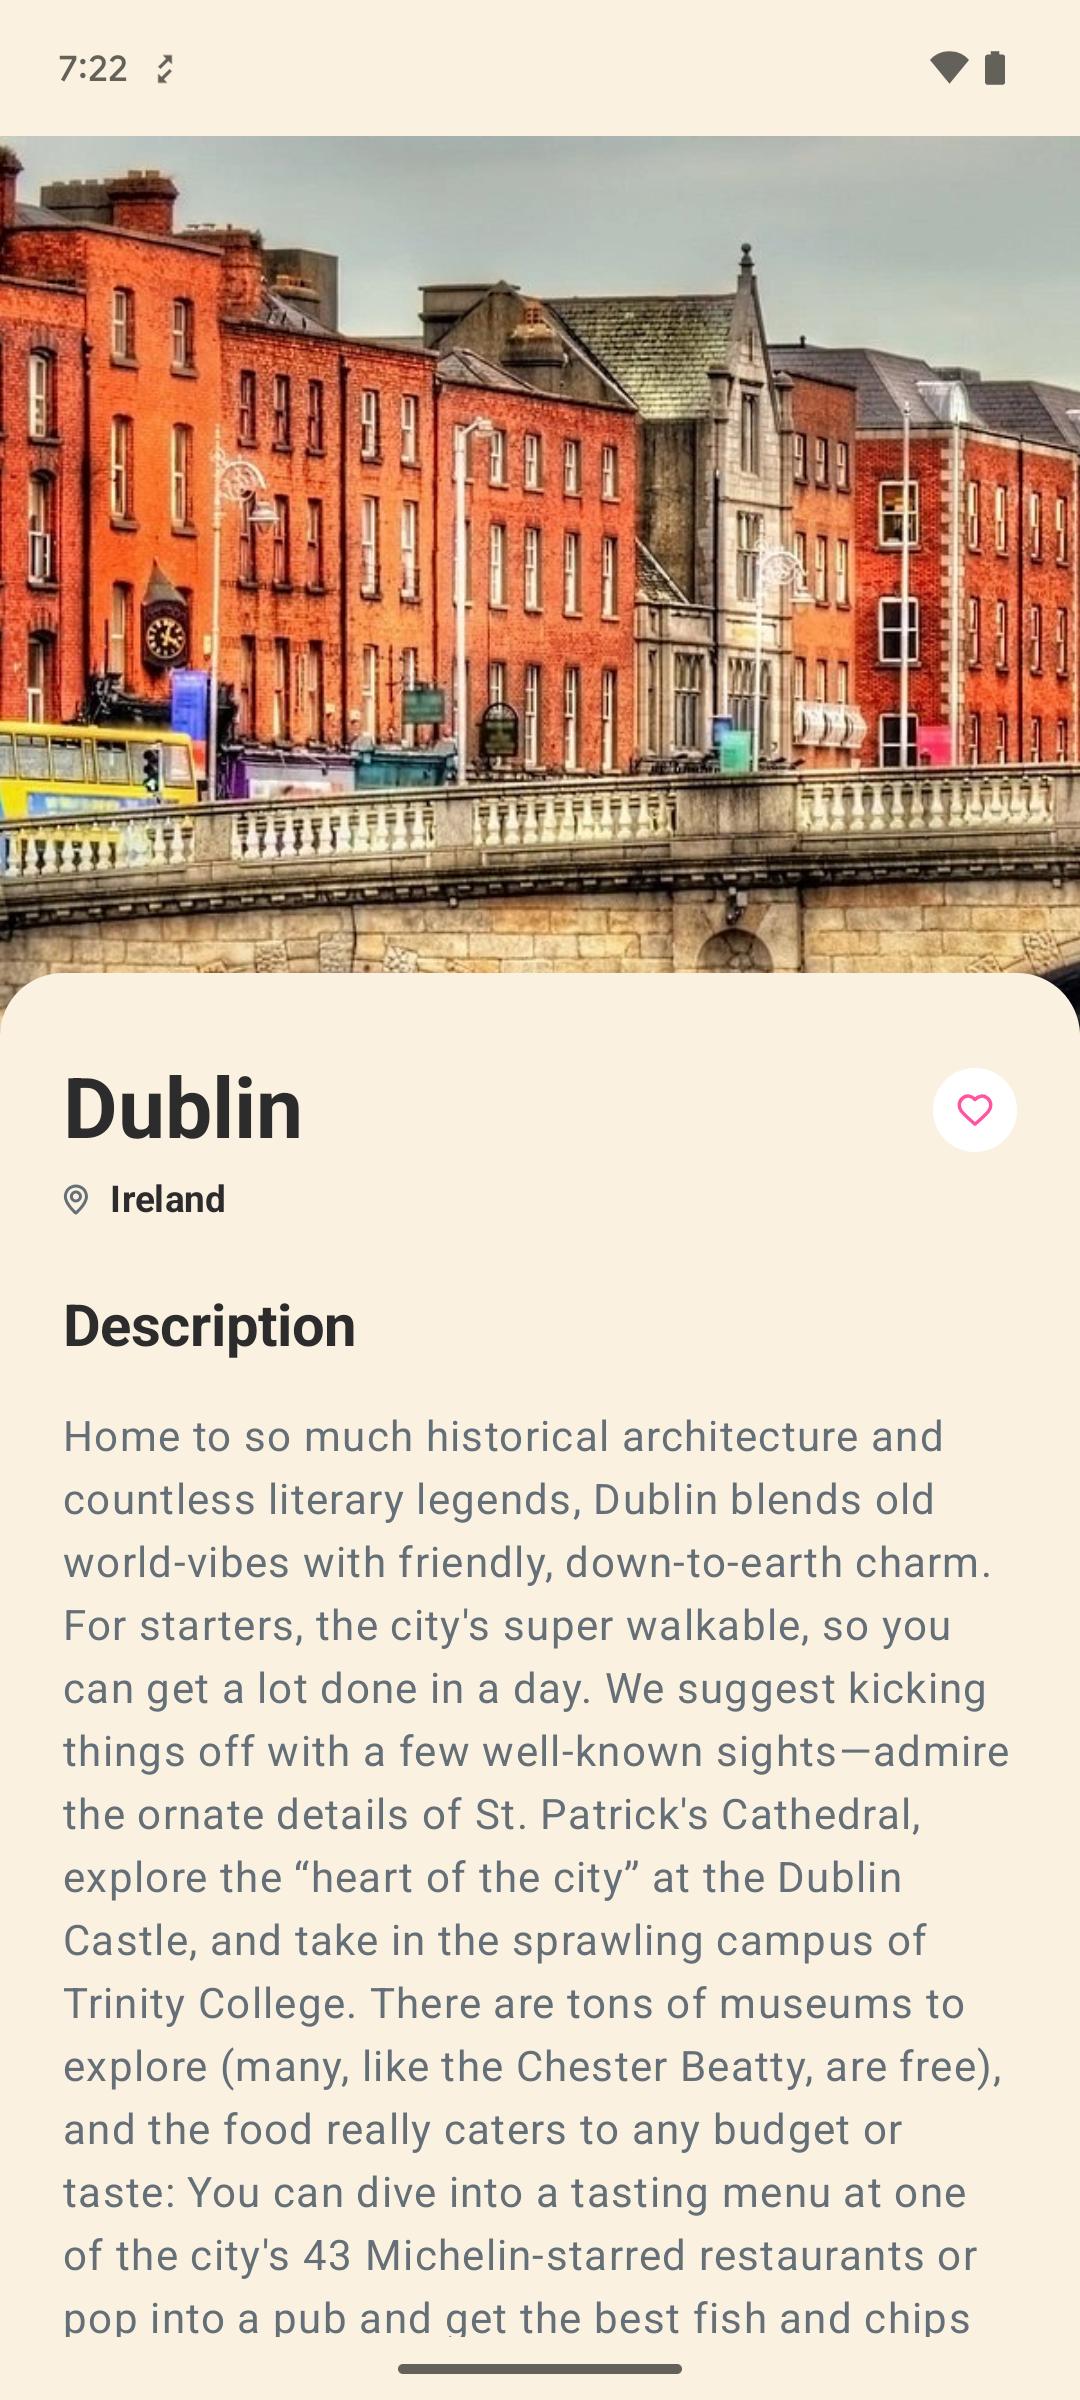 7:22
Dublin
Ireland
Description
Home to so much historical architecture and
countless literary legends, Dublin blends old
world-vibes with friendly, down-to-earth charm.
For starters, the city's super walkable, so you
can get a lot done in a day. We suggest kicking
things off with a few well-known sights—admire
the ornate details of St. Patrick's Cathedral,
explore the “heart of the city” at the Dublin
Castle, and take in the sprawling campus of
Trinity College. There are tons of museums to
explore (many, like the Chester Beatty, are free),
and the food really caters to any budget or
taste: You can dive into a tasting menu at one
of the city's 43 Michelin-starred restaurants or
pop into a pub and get the best fish and chips